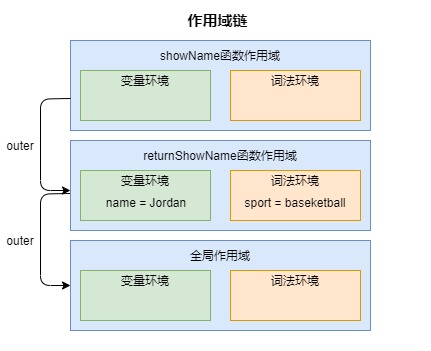 作用域链
showName函数作用域
变量环境
词法环境
outer
returnShowName函数作用域
变量环境
词法环境
name = Jordan
sport = baseketball
outer
全局作用域
变量环境
词法环境